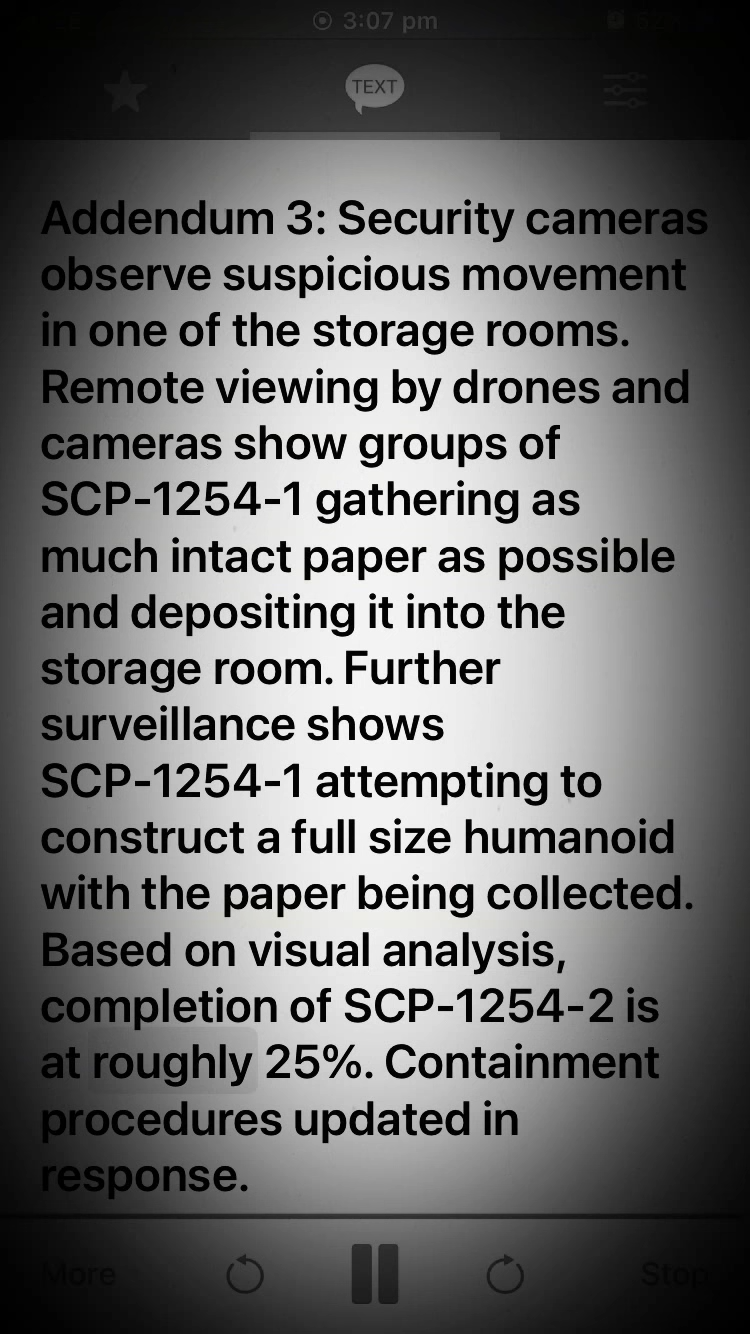 3:07 pm
TEXT
Addendum 3: Security cameras
observe suspicious movement
in one of the storage rooms.
Remote viewing by drones and
cameras show groups of
SCP-1254-1 gathering as
much intact paper as possible
and depositing it into the
storage room. Further
surveillance shows
SCP-1254-1 attempting to
construct a full size humanoid
with the paper being collected.
Based on visual analysis,
completion of SCP-1254-2 is
at roughly 25%. Containment
procedures updated in
response.
More
Stop